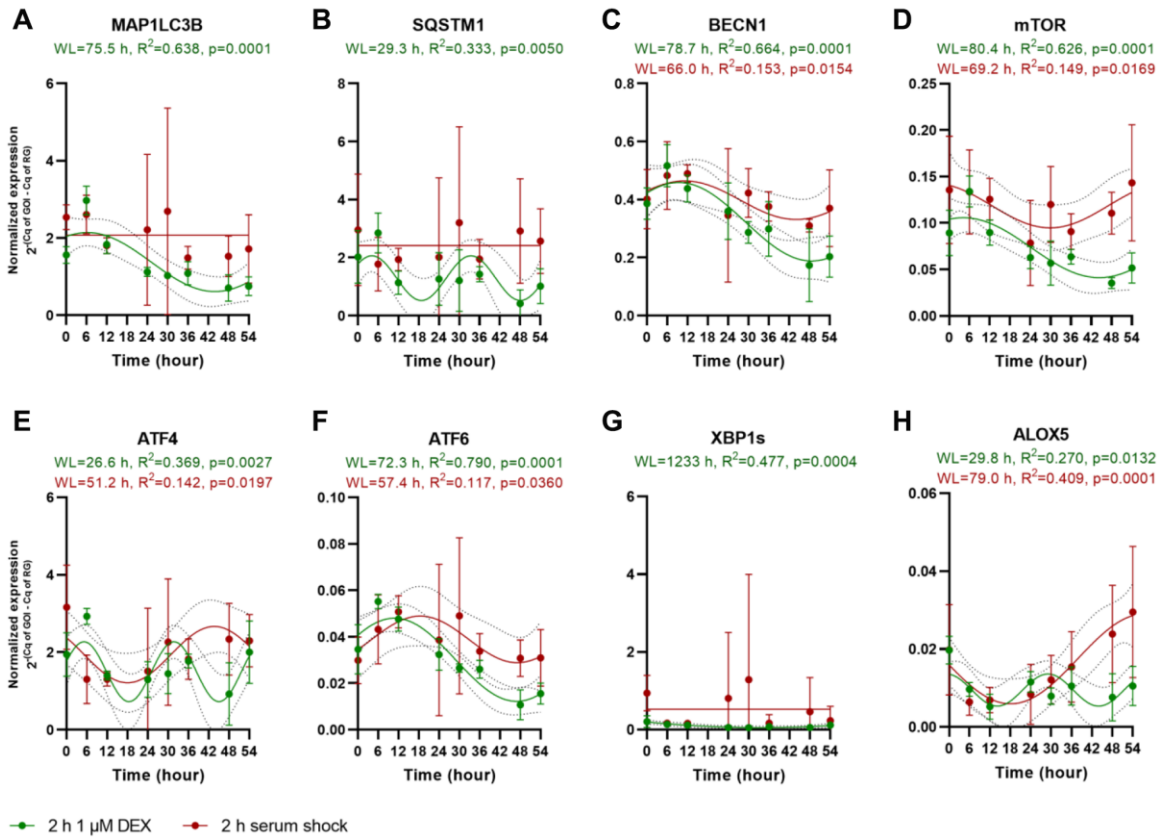 A
MAP1LC3B
WL=75.5 h, R²=0.638, p=0.0001
Normalized expression
2^-(Cq of GOI - Cq of RG)
6
4
2
0
0 6 12 18 24 30 36 42 48 54
Time (hour)
B
SQSTM1
WL=29.3 h, R²=0.333, p=0.0050
8
6
4
2
0
0 6 12 18 24 30 36 42 48 54
Time (hour)
C
BECN1
WL=78.7 h, R²=0.664, p=0.0001
WL=66.0 h, R²=0.153, p=0.0154
0.8
0.6
0.4
0.2
0.0
0 6 12 18 24 30 36 42 48 54
Time (hour)
D
mTOR
WL=80.4 h, R²=0.626, p=0.0001
WL=69.2 h, R²=0.149, p=0.0169
0.25
0.20
0.15
0.10
0.05
0.00
0 6 12 18 24 30 36 42 48 54
Time (hour)
E
ATF4
WL=26.6 h, R²=0.369, p=0.0027
WL=51.2 h, R²=0.142, p=0.0197
Normalized expression
2^-(Cq of GOI - Cq of RG)
6
4
2
0
0 6 12 18 24 30 36 42 48 54
Time (hour)
F
ATF6
WL=72.3 h, R²=0.790, p=0.0001
WL=57.4 h, R²=0.117, p=0.0360
0.10
0.08
0.06
0.04
0.02
0.00
0 6 12 18 24 30 36 42 48 54
Time (hour)
G
XBP1s
WL=1233 h, R²=0.477, p=0.0004
6
4
2
0
0 6 12 18 24 30 36 42 48 54
Time (hour)
H
ALOX5
WL=29.8 h, R²=0.270, p=0.0132
WL=79.0 h, R²=0.409, p=0.0001
0.06
0.04
0.02
0.00
0 6 12 18 24 30 36 42 48 54
Time (hour)
2 h 1 µM DEX
2 h serum shock